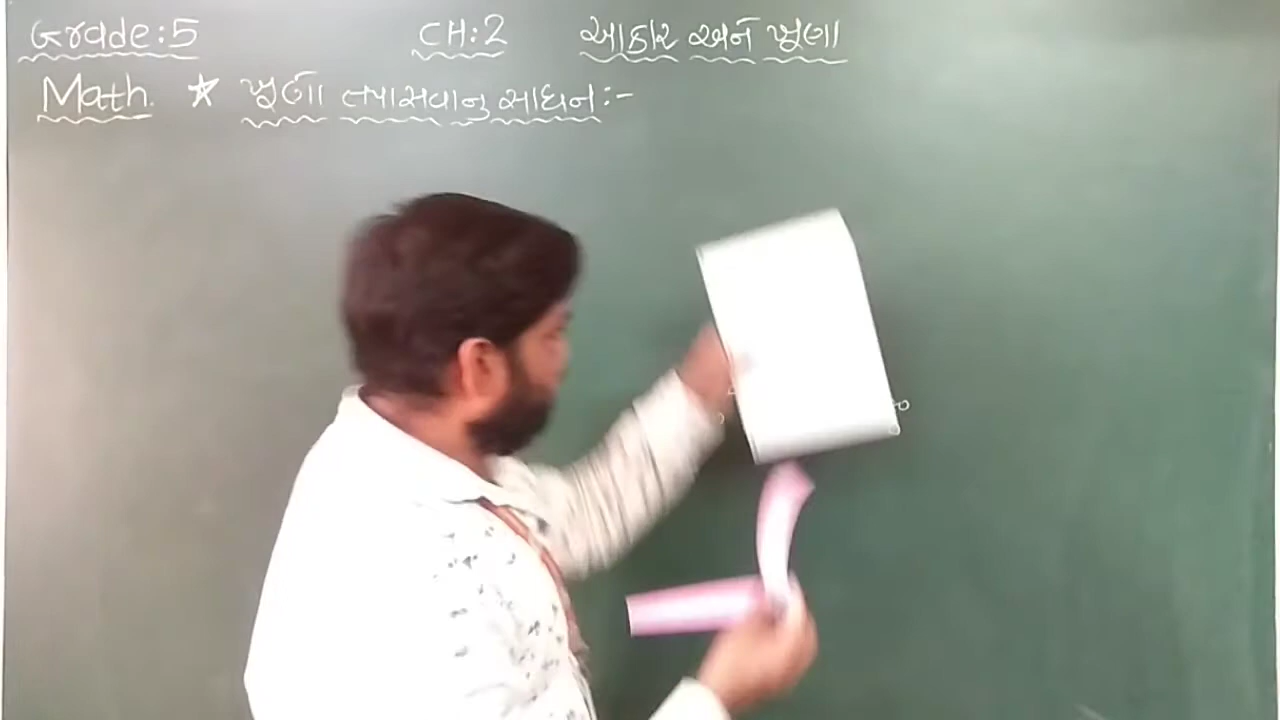 Grade:5 CH:2 આકાર અને ખૂણા
Math. ★ ખૂણા તપાસવાનુ સાધન:-